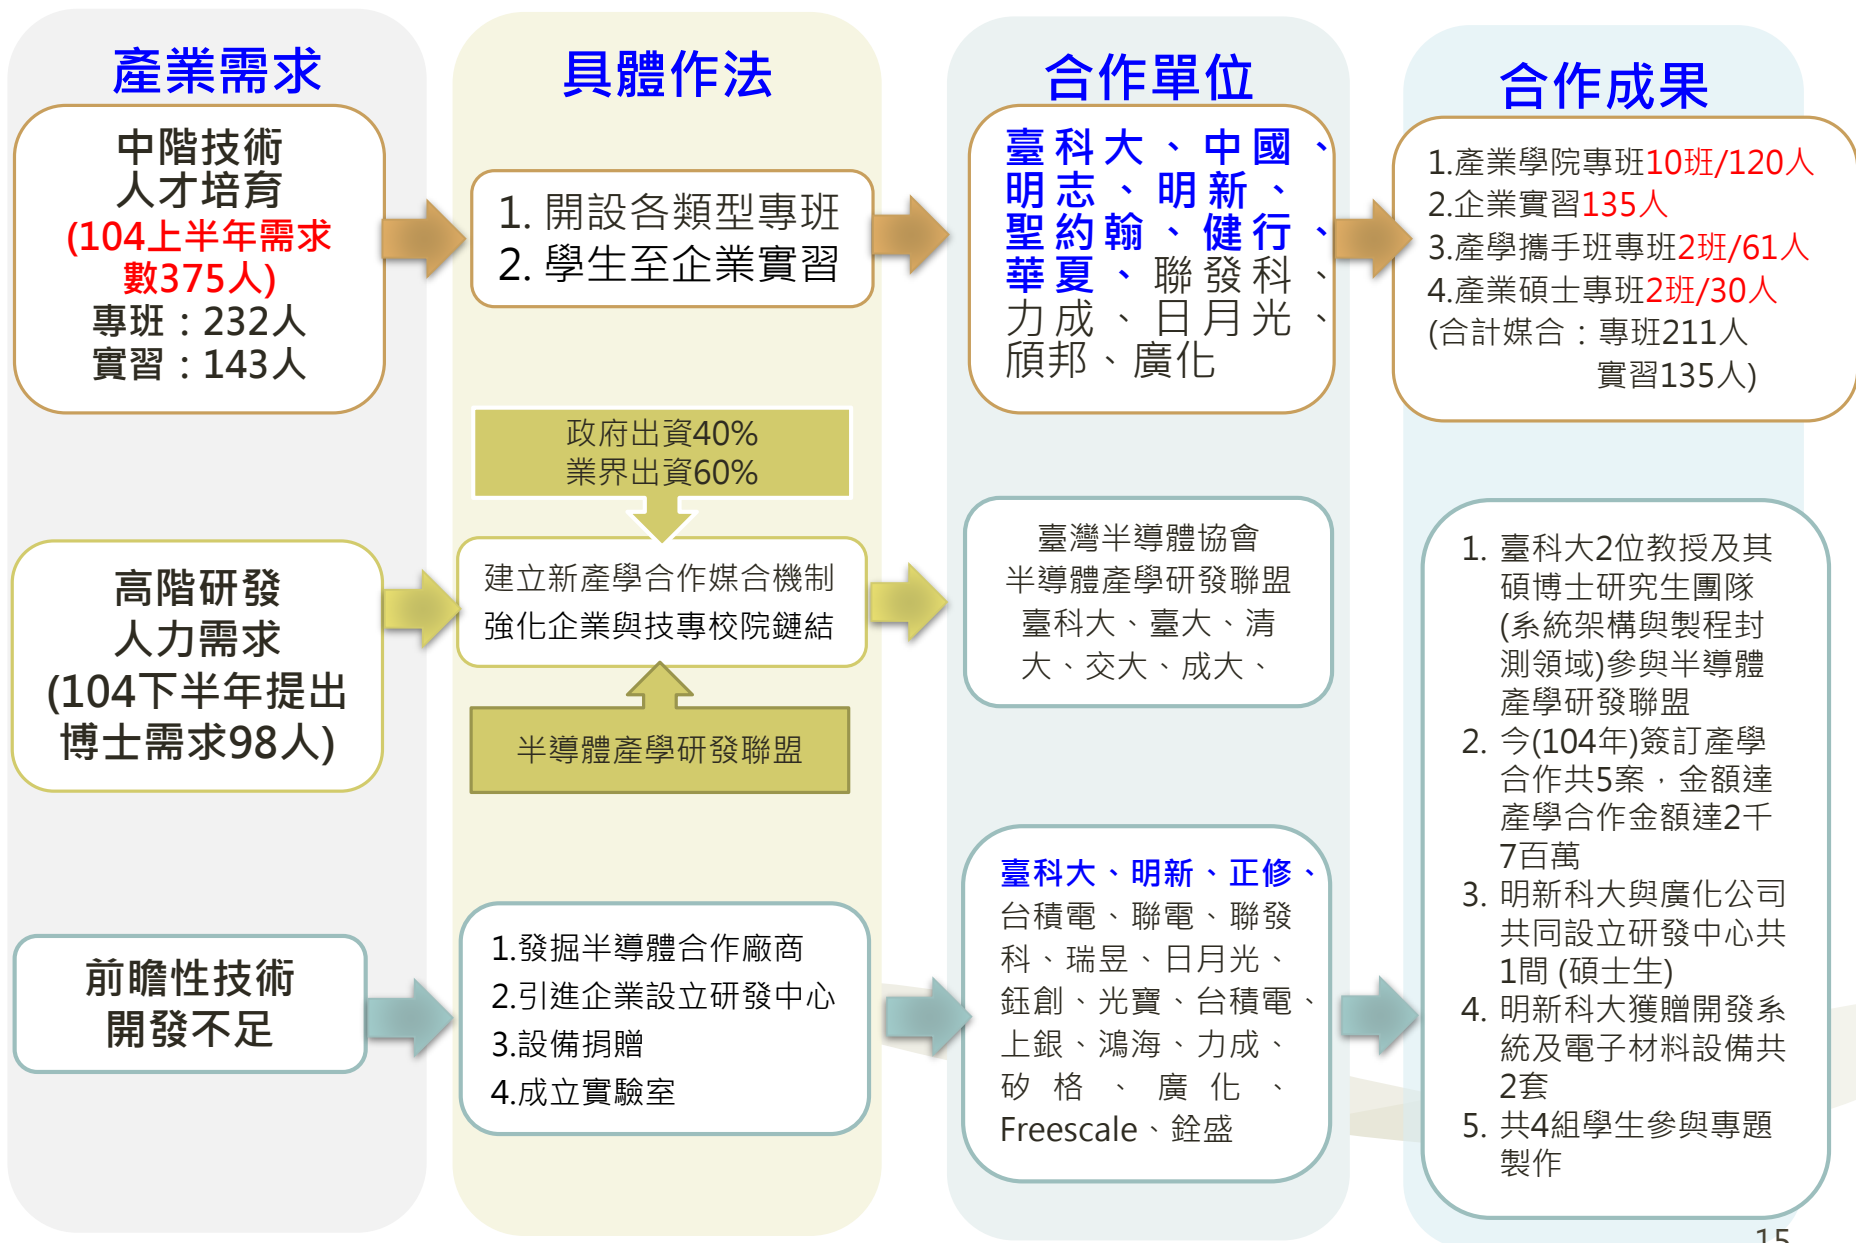 產業需求
中階技術
人才培育
(104上半年需求
數375人)
專班：232人
實習：143人
高階研發
人力需求
(104下半年提出
博士需求98人)
前瞻性技術
開發不足
具體作法
1. 開設各類型專班
2. 學生至企業實習
政府出資40%
業界出資60%
建立新產學合作媒合機制
強化企業與技專校院鏈結
半導體產學研發聯盟
1.發掘半導體合作廠商
2.引進企業設立研發中心
3.設備捐贈
4.成立實驗室
合作單位
臺科大、中國、
明志、明新、
聖約翰、健行、
華夏、聯發科、
力成、日月光、
頎邦、廣化
臺灣半導體協會
半導體產學研發聯盟
臺科大、臺大、清
大、交大、成大、
臺科大、明新、正修、
台積電、聯電、聯發
科、瑞昱、日月光、
鈺創、光寶、台積電、
上銀、鴻海、力成、
矽格、廣化、
Freescale、銓盛
合作成果
1.產業學院專班10班/120人
2.企業實習135人
3.產學攜手班專班2班/61人
4.產業碩士專班2班/30人
(合計媒合：專班211人
實習135人)
1. 臺科大2位教授及其
碩博士研究生團隊
(系統架構與製程封
測領域)參與半導體
產學研發聯盟
2. 今(104年)簽訂產學
合作共5案，金額達
產學合作金額達2千
7百萬
3. 明新科大與廣化公司
共同設立研發中心共
1間 (碩士生)
4. 明新科大獲贈開發系
統及電子材料設備共
2套
5. 共4組學生參與專題
製作
15